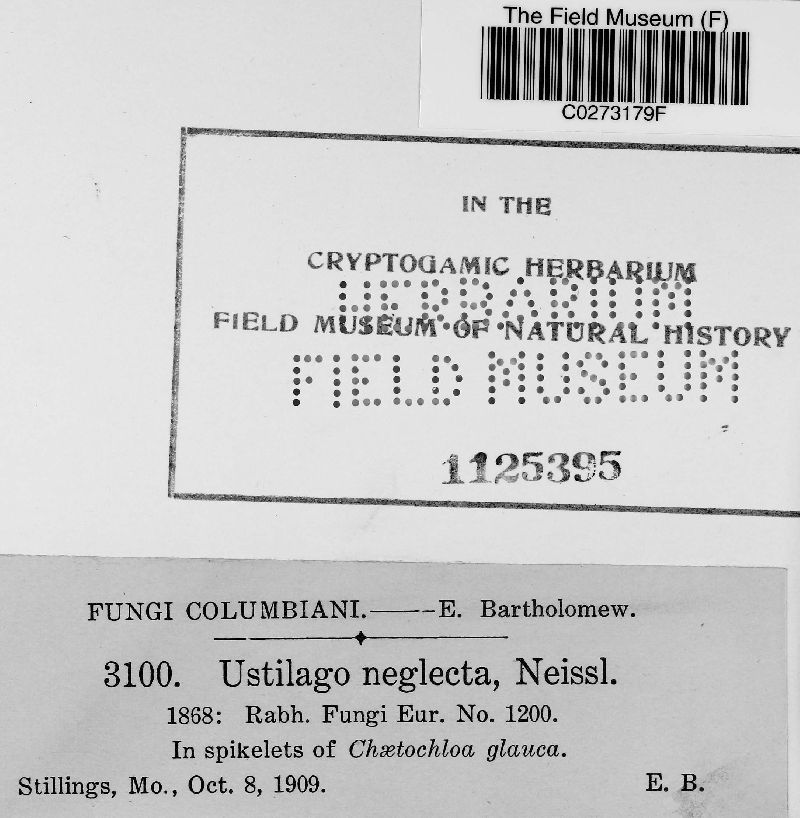 The Field Museum (F)
C0273179F
IN THE
CRYPTOGAMIC HERBARIUM
HERBARIUM
FIELD MUSEUM OF NATURAL HISTORY
FIELD MUSEUM
1125395
FUNGI COLUMBIANI.——E. Bartholomew.
3100. Ustilago neglecta, Neissl.
1868: Rabh. Fungi Eur. No. 1200.
In spikelets of Chætochloa glauca.
Stillings, Mo., Oct. 8, 1909. E. B.